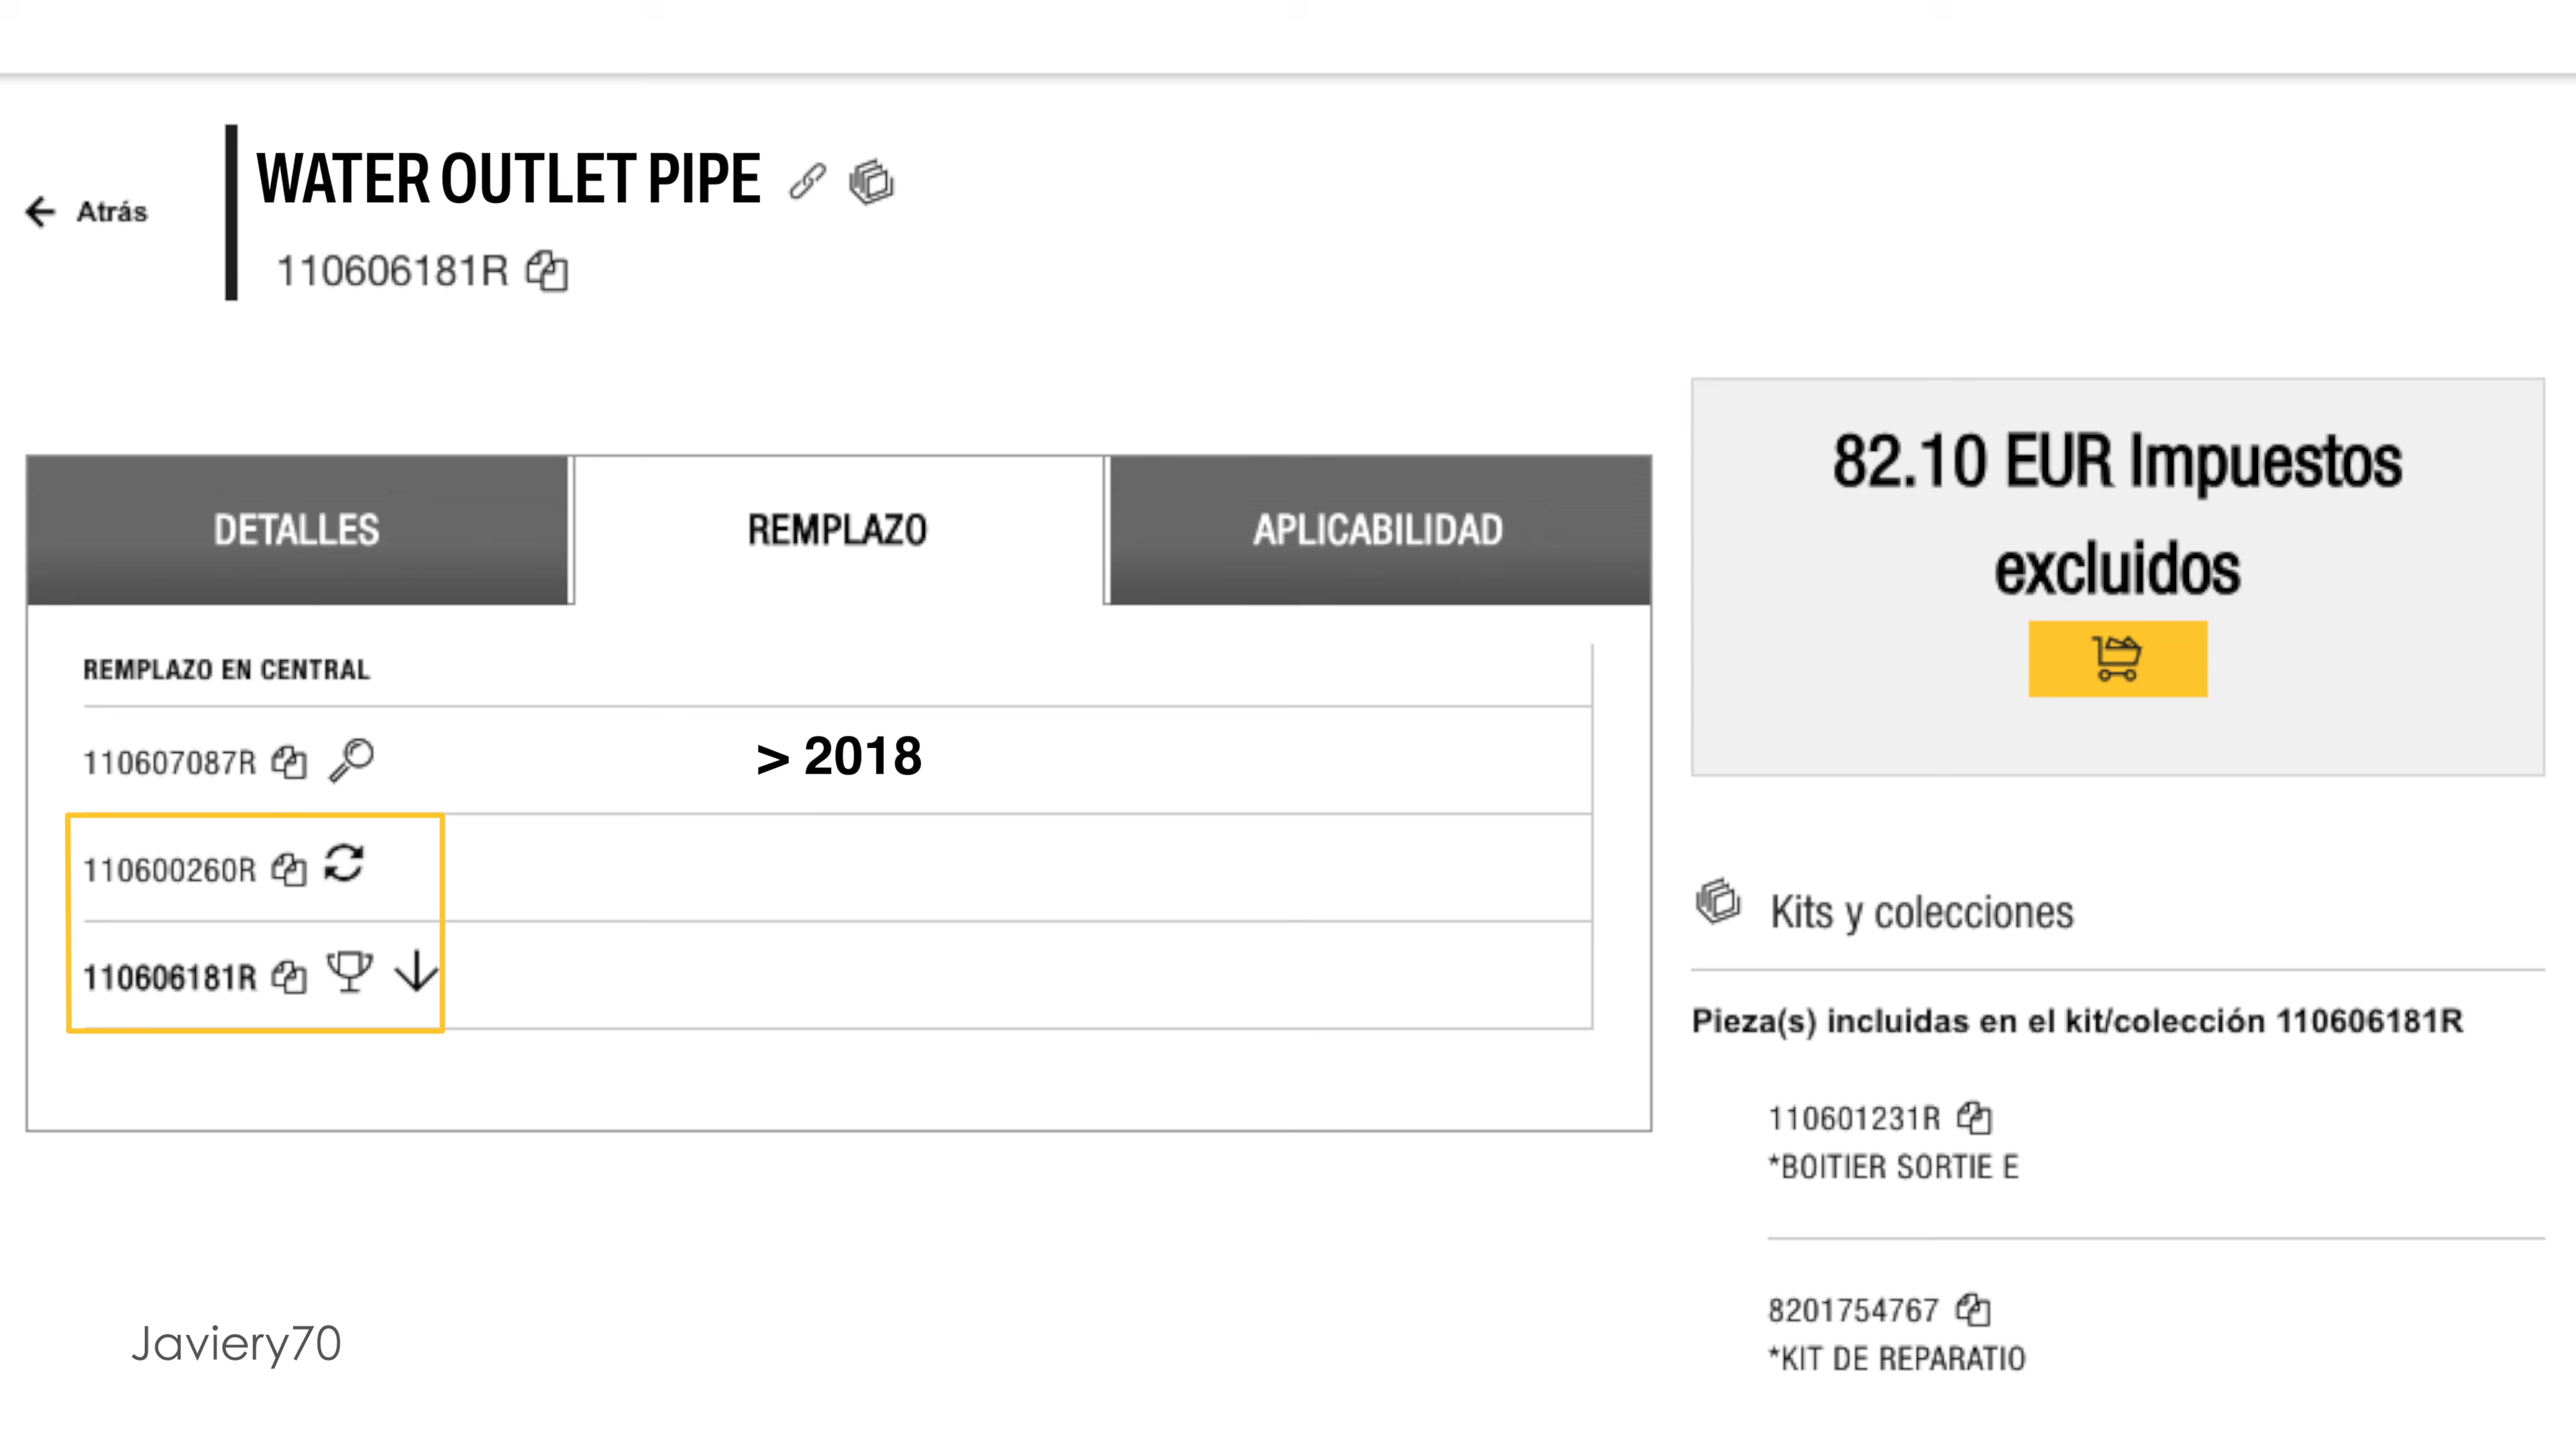 ← Atrás
WATER OUTLET PIPE
110606181R
DETALLES
REMPLAZO
APLICABILIDAD
REMPLAZO EN CENTRAL
110607087R
> 2018
110600260R
110606181R
82.10 EUR Impuestos
excluidos
Kits y colecciones
Pieza(s) incluidas en el kit/colección 110606181R
110601231R
*BOITIER SORTIE E
8201754767
*KIT DE REPARATIO
Javiery70